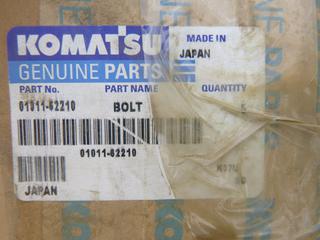 KOMATSU
MADE IN
JAPAN
GENUINE PARTS
PART No. PART NAME QUANTITY
01011-62210 BOLT
01011-62210
JAPAN